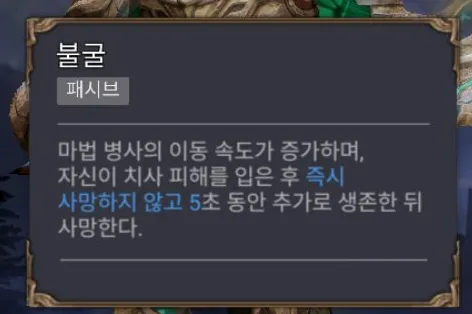 불굴
패시브
마법 병사의 이동 속도가 증가하며,
자신이 치사 피해를 입은 후 즉시
사망하지 않고 5초 동안 추가로 생존한 뒤
사망한다.